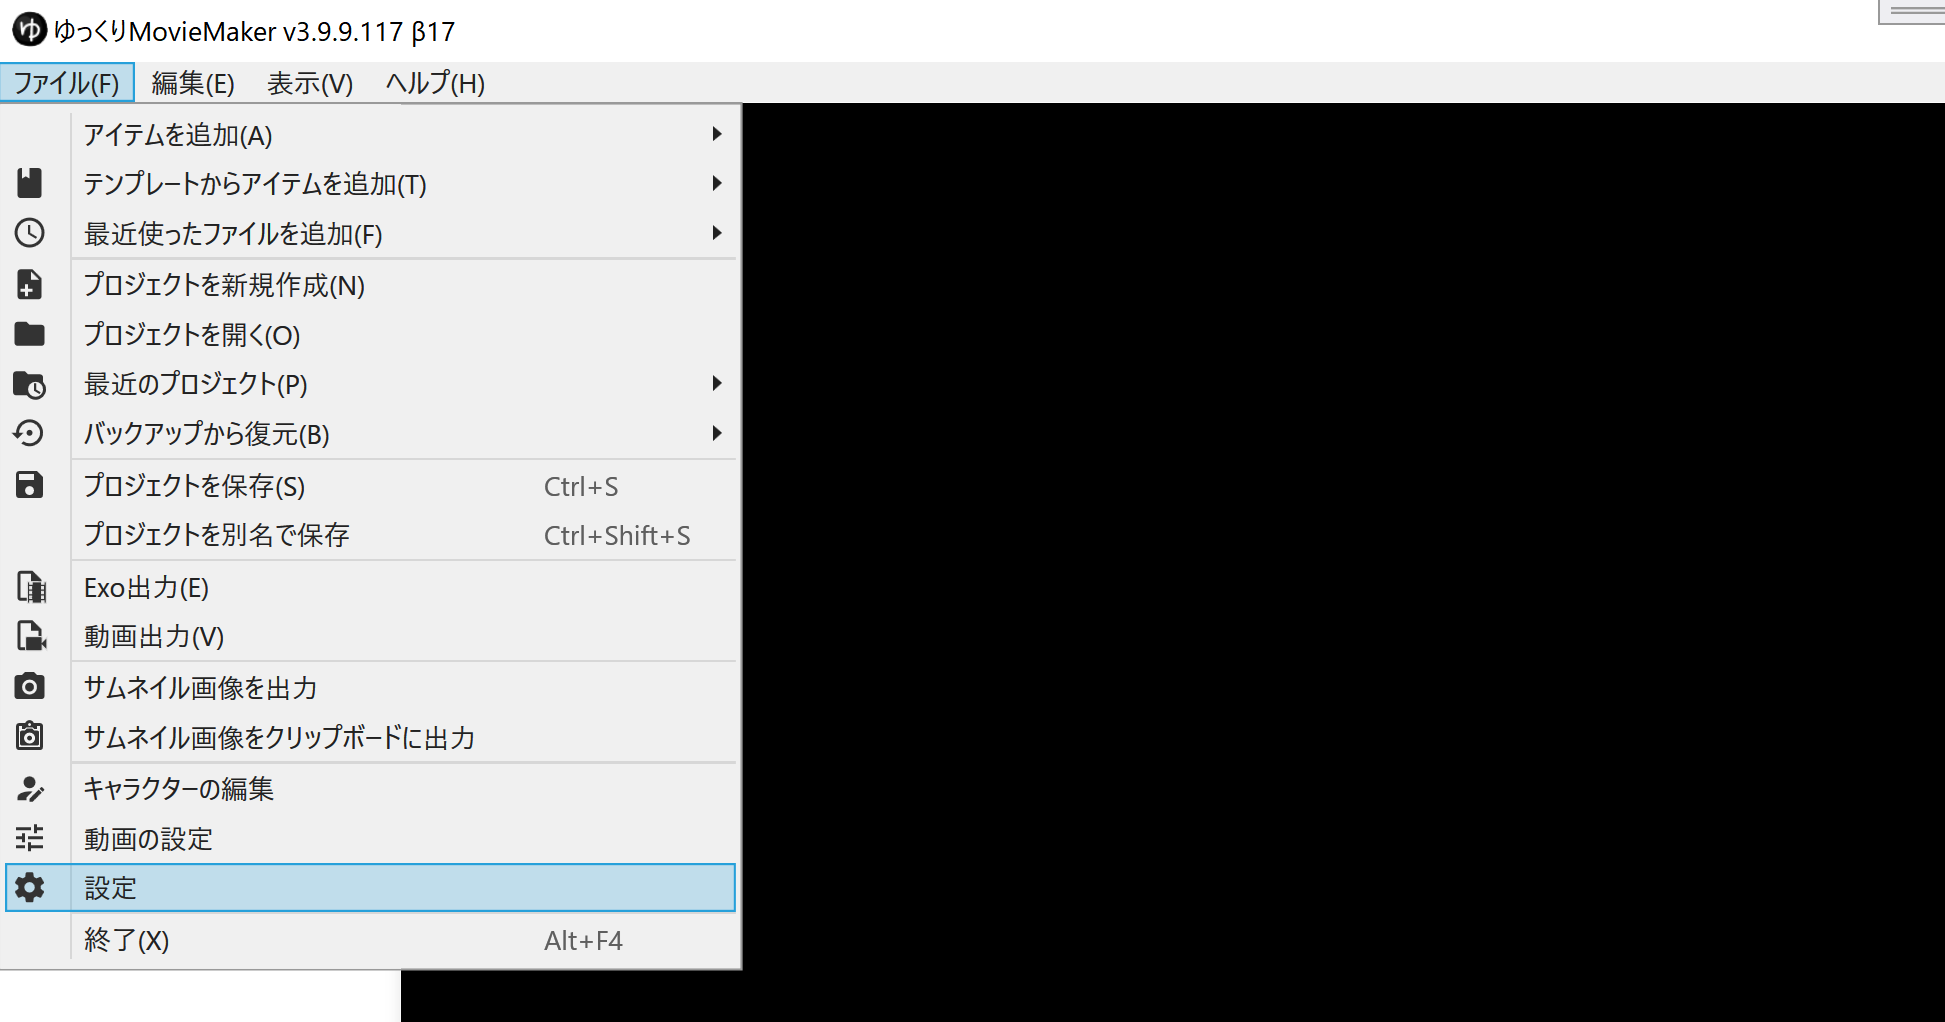 ゆ ゆっくりMovieMaker v3.9.9.117 β17
ファイル(F) 編集(E) 表示(V) ヘルプ(H)
アイテムを追加(A)
テンプレートからアイテムを追加(T)
最近使ったファイルを追加(F)
プロジェクトを新規作成(N)
プロジェクトを開く(O)
最近のプロジェクト(P)
バックアップから復元(B)
プロジェクトを保存(S) Ctrl+S
プロジェクトを別名で保存 Ctrl+Shift+S
Exo出力(E)
動画出力(V)
サムネイル画像を出力
サムネイル画像をクリップボードに出力
キャラクターの編集
動画の設定
設定
終了(X) Alt+F4